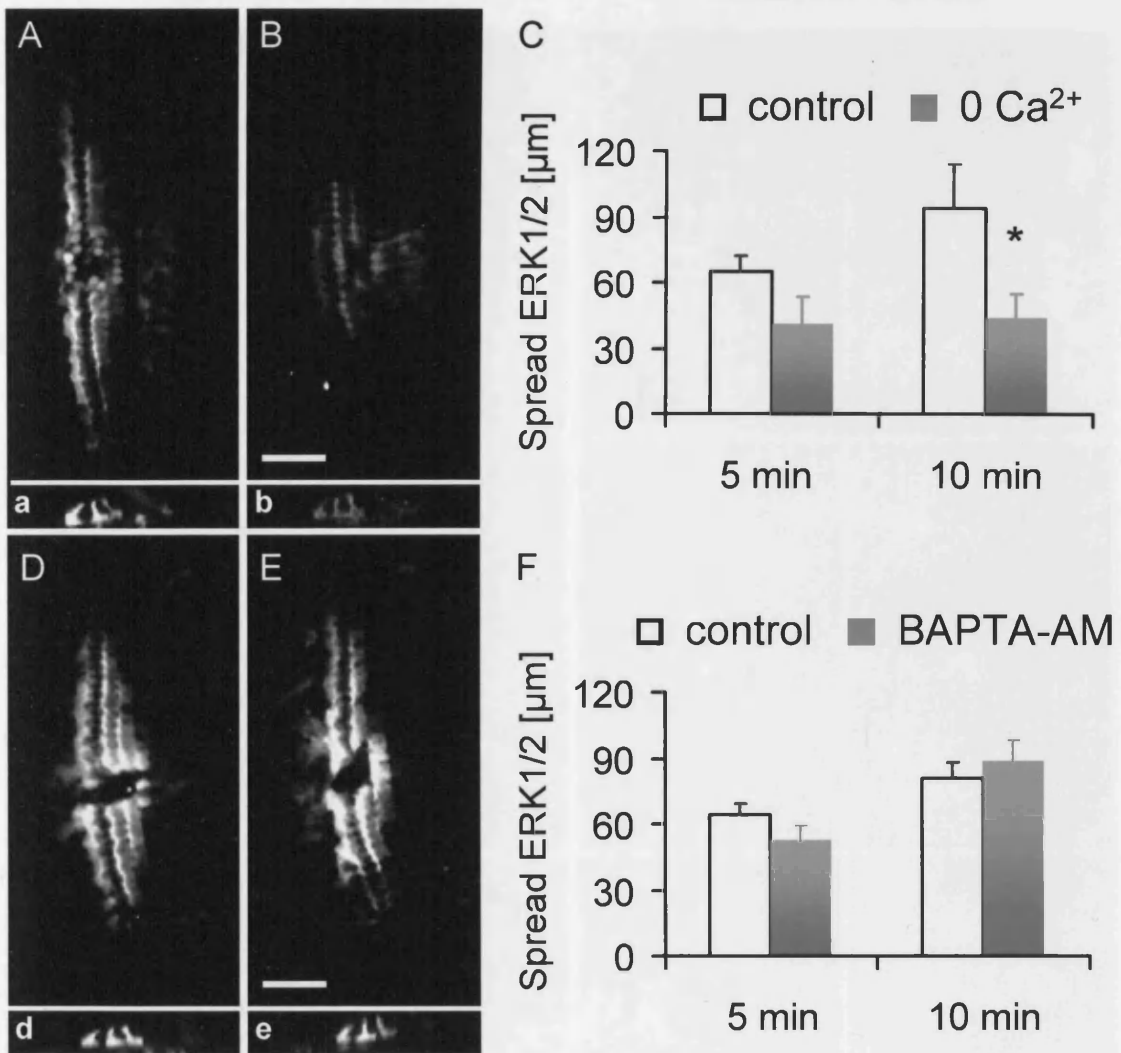 A
B
C
control 0 Ca²⁺
Spread ERK1/2 [µm]
120
90
60
30
0
*
5 min 10 min
a
b
D
E
F
control BAPTA-AM
Spread ERK1/2 [µm]
120
90
60
30
0
5 min 10 min
d
e